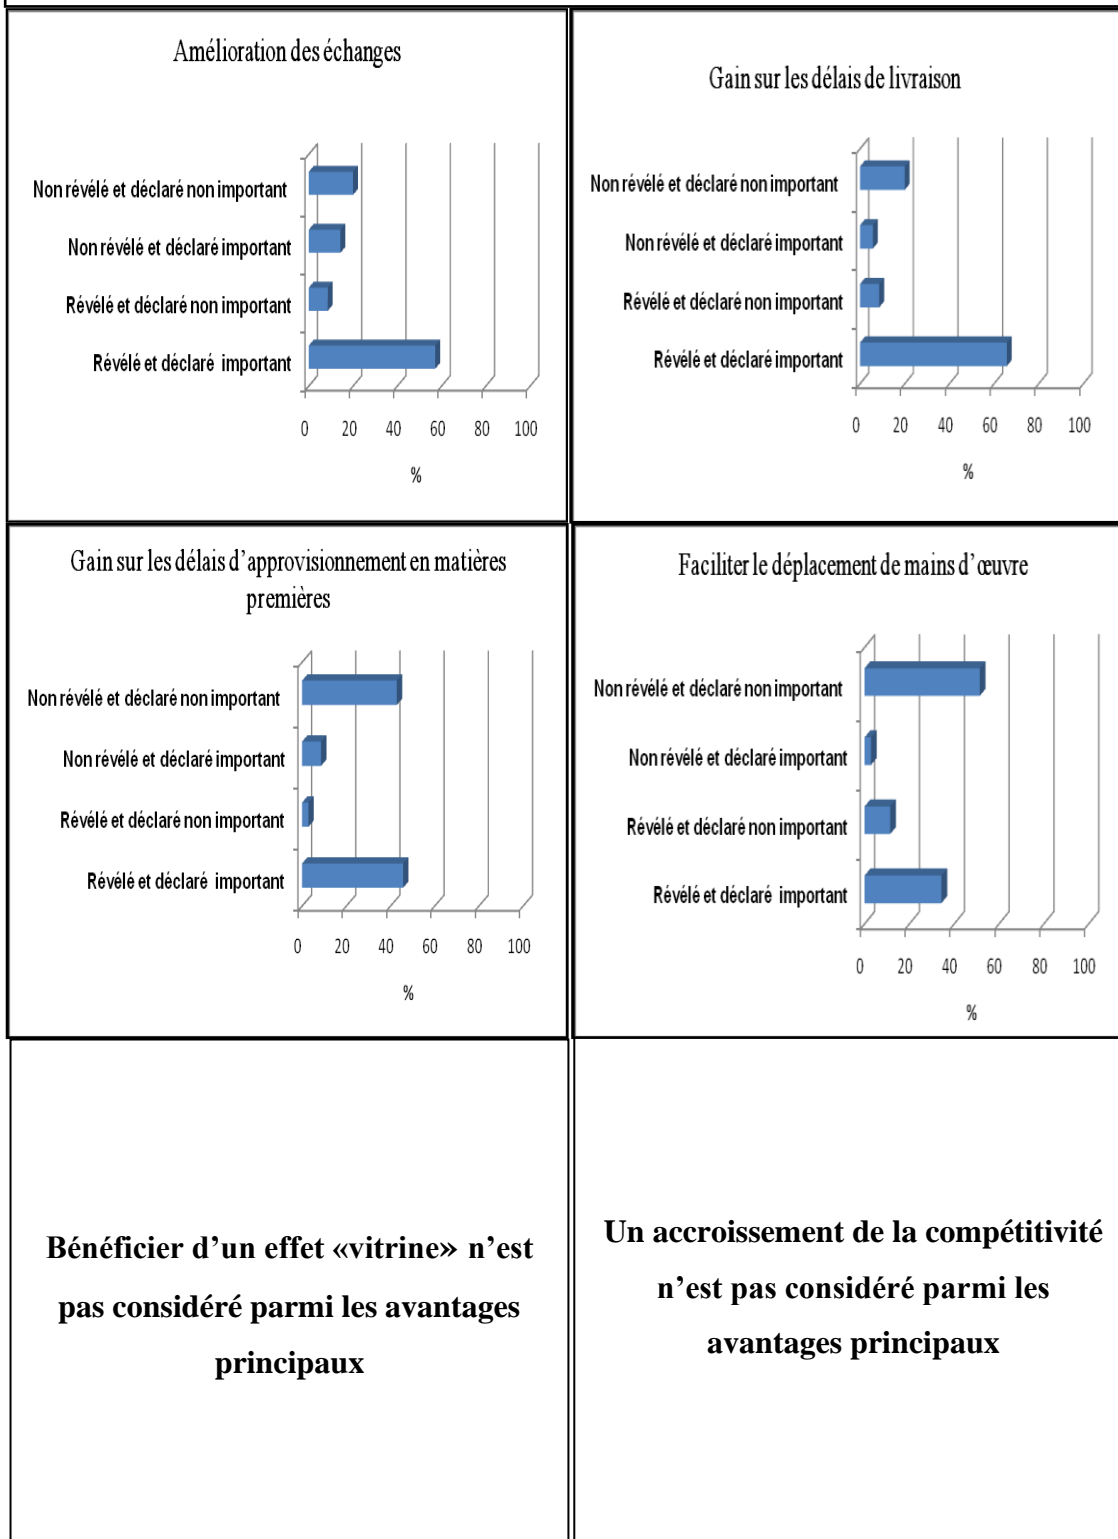 Amélioration des échanges
Non révélé et déclaré non important
Non révélé et déclaré important
Révélé et déclaré non important
Révélé et déclaré important
0 20 40 60 80 100
%
Gain sur les délais de livraison
Non révélé et déclaré non important
Non révélé et déclaré important
Révélé et déclaré non important
Révélé et déclaré important
0 20 40 60 80 100
%
Gain sur les délais d’approvisionnement en matières
premières
Non révélé et déclaré non important
Non révélé et déclaré important
Révélé et déclaré non important
Révélé et déclaré important
0 20 40 60 80 100
%
Faciliter le déplacement de mains d’œuvre
Non révélé et déclaré non important
Non révélé et déclaré important
Révélé et déclaré non important
Révélé et déclaré important
0 20 40 60 80 100
%
Bénéficier d’un effet «vitrine» n’est
pas considéré parmi les avantages
principaux
Un accroissement de la compétitivité
n’est pas considéré parmi les
avantages principaux